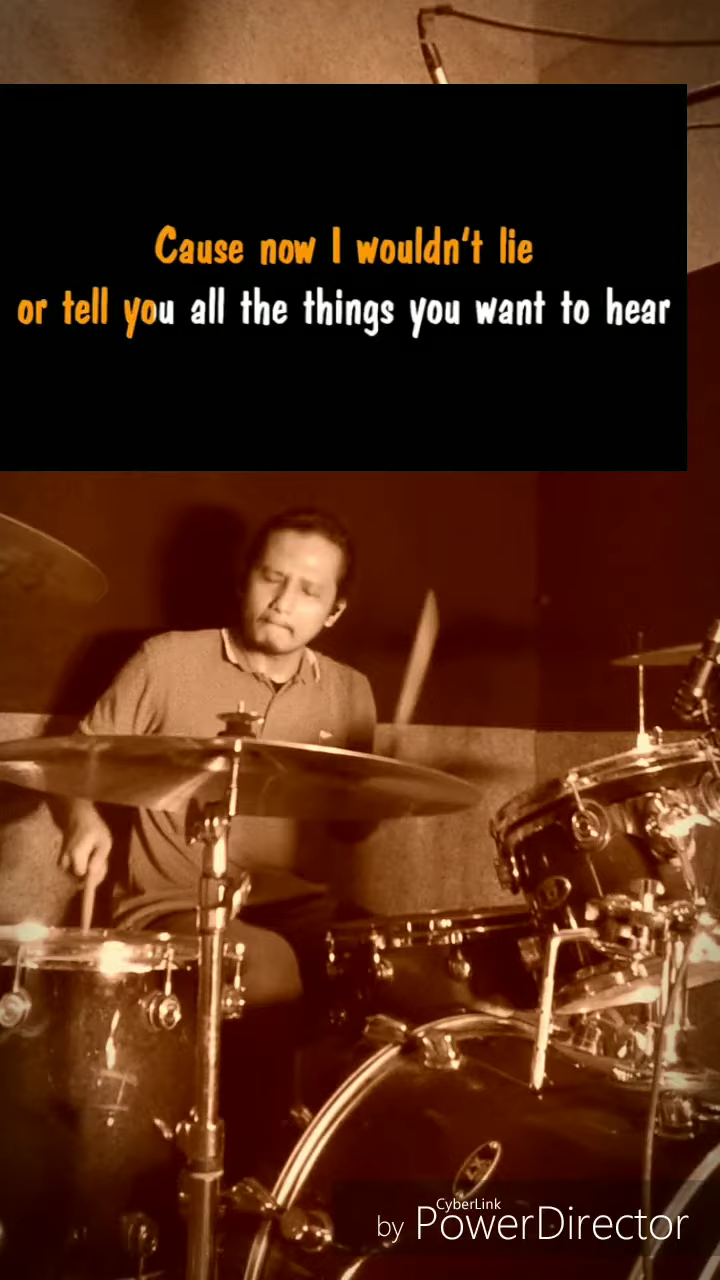 Cause now I wouldn't lie
or tell you all the things you want to hear
CyberLink
by PowerDirector